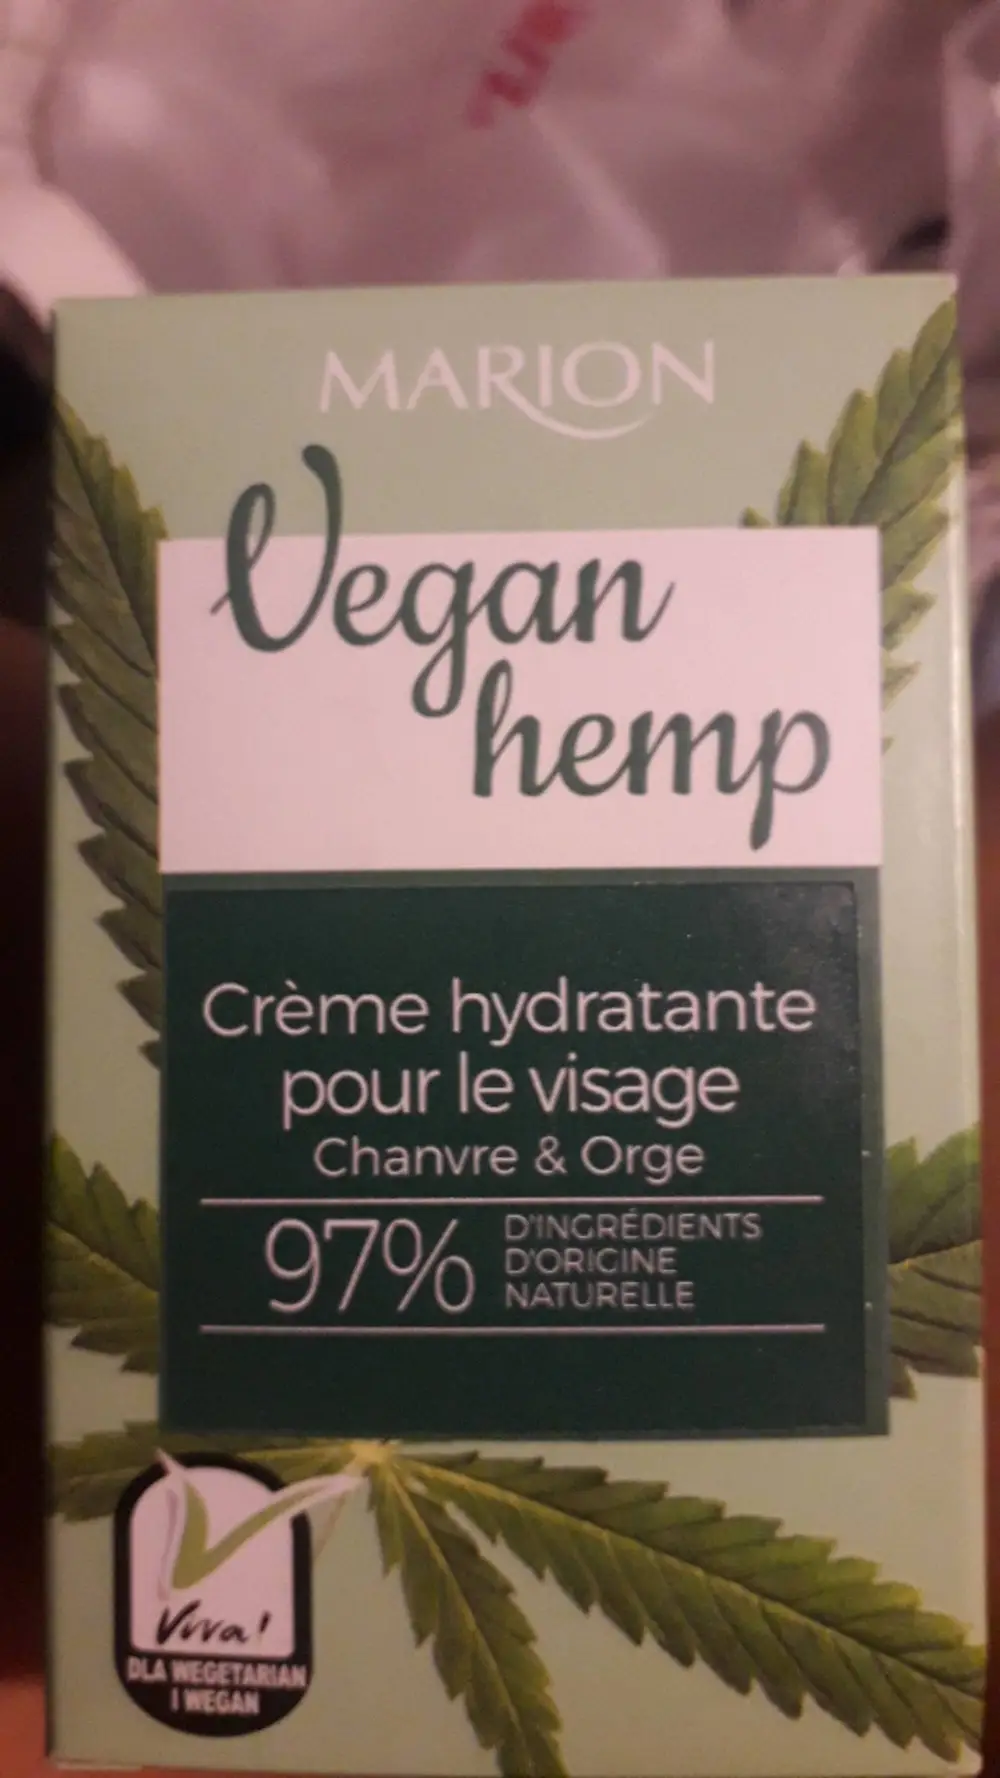 MARION
Vegan
hemp
Crème hydratante
pour le visage
Chanvre & Orge
97%
D'INGRÉDIENTS
D'ORIGINE
NATURELLE
Viva!
DLA WEGETARIAN
I WEGAN